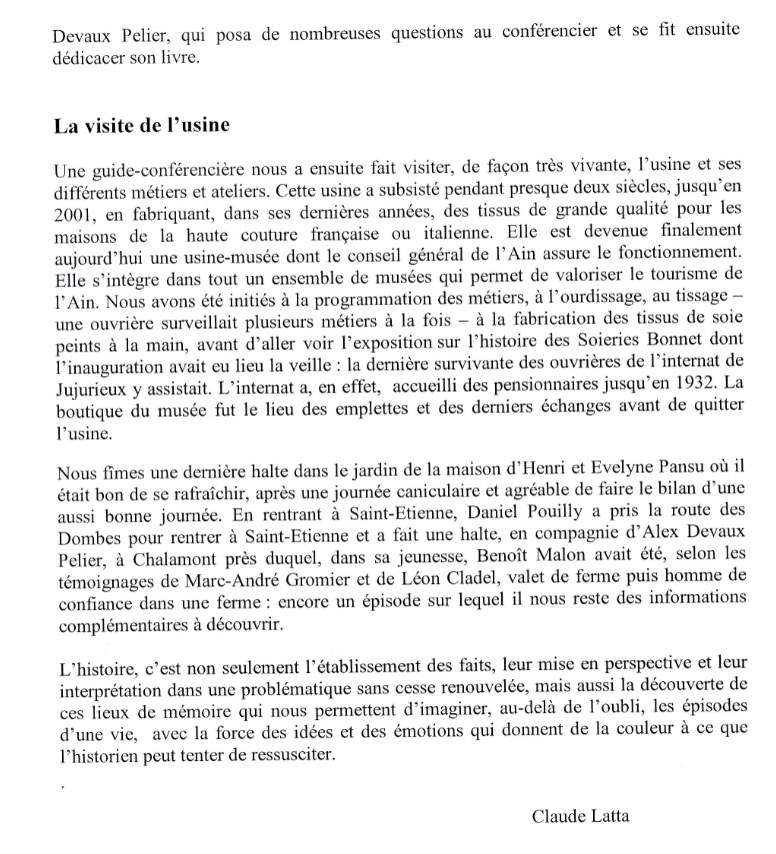 Devaux Pelier, qui posa de nombreuses questions au conférencier et se fit ensuite
dédicacer son livre.
La visite de l'usine
Une guide-conférencière nous a ensuite fait visiter, de façon très vivante, l'usine et ses
différents métiers et ateliers. Cette usine a subsisté pendant presque deux siècles, jusqu'en
2001, en fabriquant, dans ses dernières années, des tissus de grande qualité pour les
maisons de la haute couture française ou italienne. Elle est devenue finalement
aujourd'hui une usine-musée dont le conseil général de l'Ain assure le fonctionnement.
Elle s'intègre dans tout un ensemble de musées qui permet de valoriser le tourisme de
l'Ain. Nous avons été initiés à la programmation des métiers, à l'ourdissage, au tissage –
une ouvrière surveillait plusieurs métiers à la fois – à la fabrication des tissus de soie
peints à la main, avant d'aller voir l'exposition sur l'histoire des Soieries Bonnet dont
l'inauguration avait eu lieu la veille : la dernière survivante des ouvrières de l'internat de
Jujurieux y assistait. L'internat a, en effet, accueilli des pensionnaires jusqu'en 1932. La
boutique du musée fut le lieu des emplettes et des derniers échanges avant de quitter
l'usine.
Nous fîmes une dernière halte dans le jardin de la maison d'Henri et Evelyne Pansu où il
était bon de se rafraîchir, après une journée caniculaire et agréable de faire le bilan d'une
aussi bonne journée. En rentrant à Saint-Etienne, Daniel Pouilly a pris la route des
Dombes pour rentrer à Saint-Etienne et a fait une halte, en compagnie d'Alex Devaux
Pelier, à Chalamont près duquel, dans sa jeunesse, Benoît Malon avait été, selon les
témoignages de Marc-André Gromier et de Léon Cladel, valet de ferme puis homme de
confiance dans une ferme : encore un épisode sur lequel il nous reste des informations
complémentaires à découvrir.
L'histoire, c'est non seulement l'établissement des faits, leur mise en perspective et leur
interprétation dans une problématique sans cesse renouvelée, mais aussi la découverte de
ces lieux de mémoire qui nous permettent d'imaginer, au-delà de l'oubli, les épisodes
d'une vie, avec la force des idées et des émotions qui donnent de la couleur à ce que
l'historien peut tenter de ressusciter.
.
Claude Latta